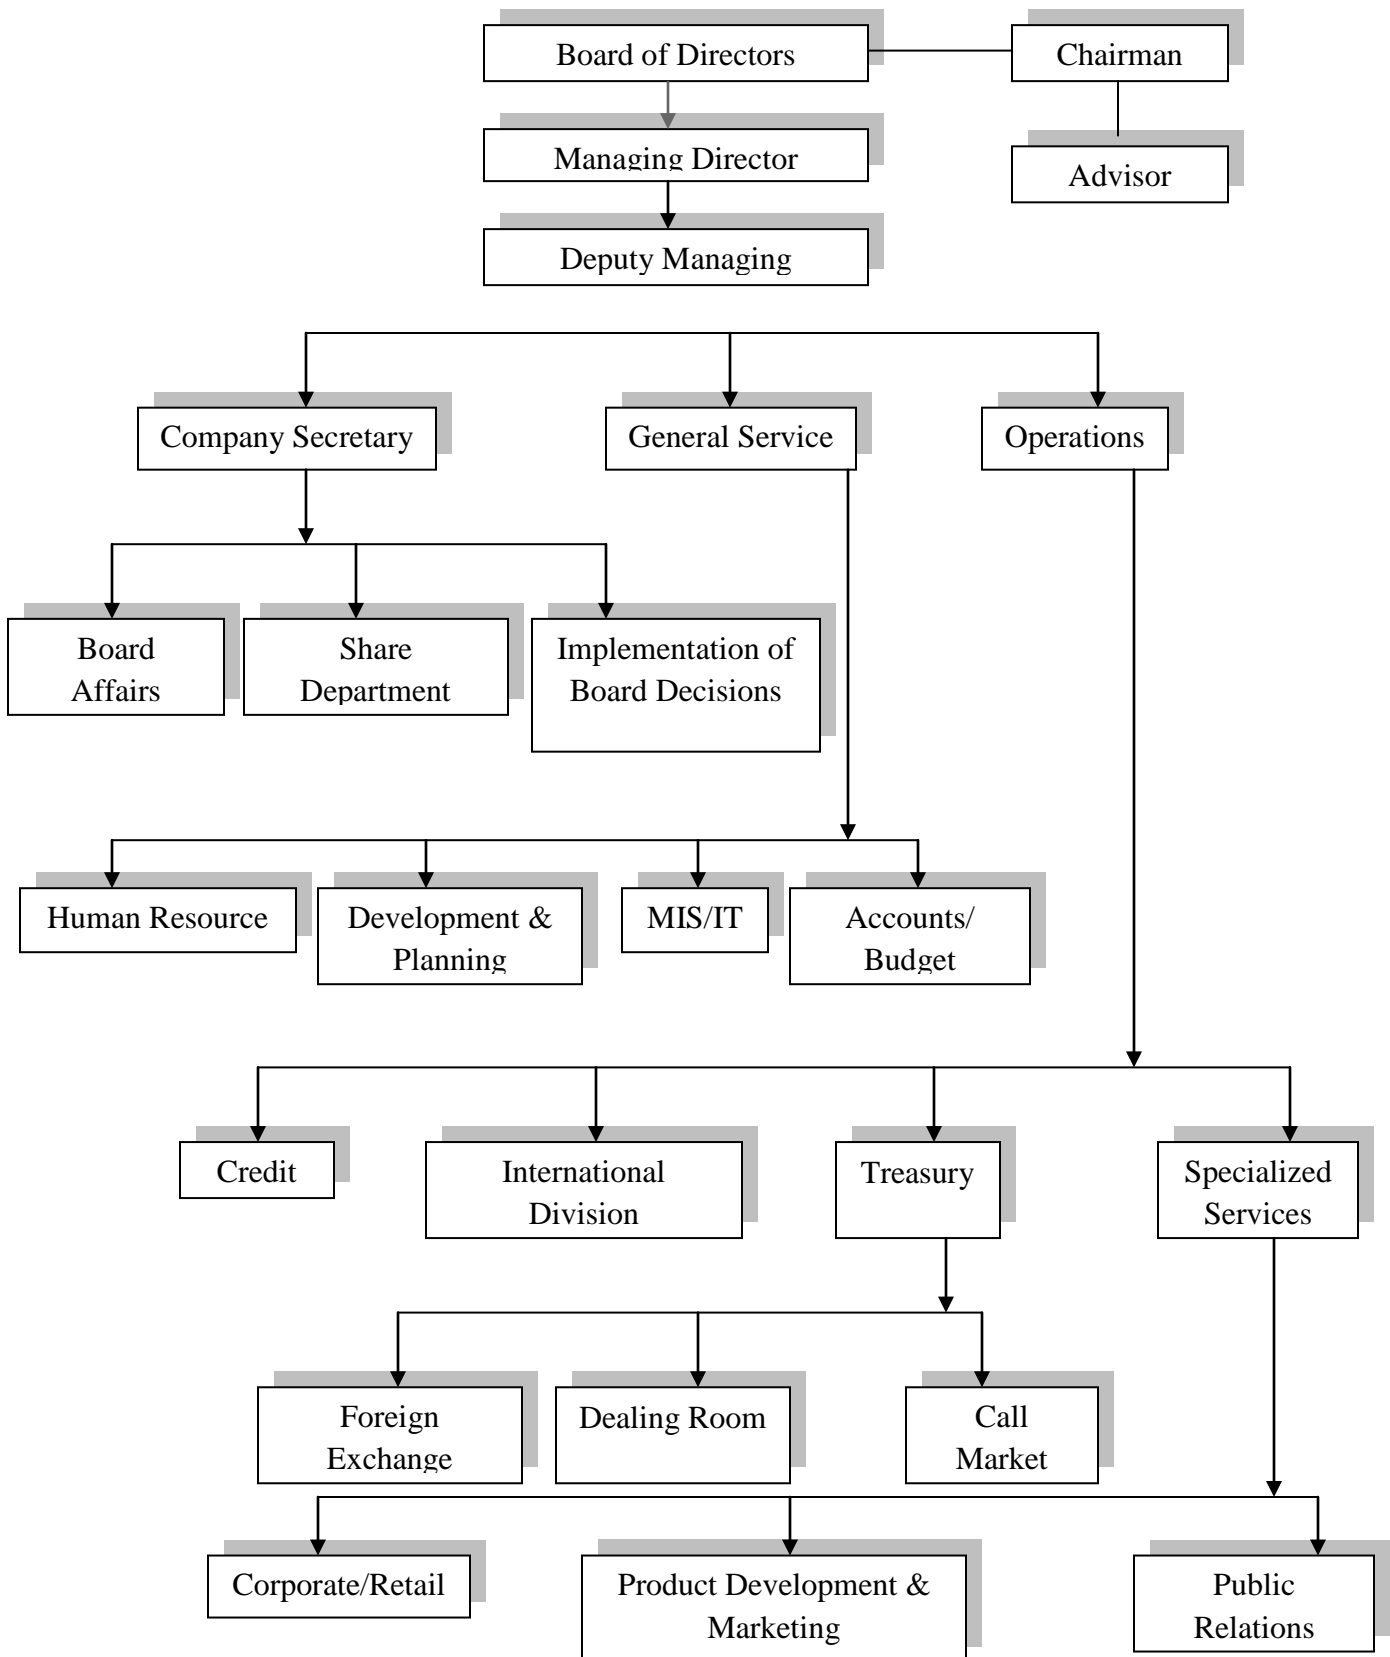 Board of Directors
Chairman
Managing Director
Advisor
Deputy Managing
Company Secretary
General Service
Operations
Board
Affairs
Share
Department
Implementation of
Board Decisions
Human Resource
Development &
Planning
MIS/IT
Accounts/
Budget
Credit
International
Division
Treasury
Specialized
Services
Foreign
Exchange
Dealing Room
Call
Market
Corporate/Retail
Product Development &
Marketing
Public
Relations